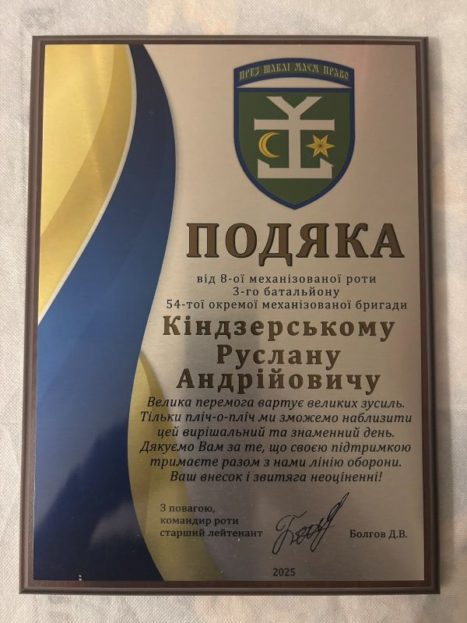 ПРЕЗ ШАБЛІ МАЄМ ПРАВО
ПОДЯКА
від 8-ої механізованої роти
3-го батальйону
54-тої окремої механізованої бригади
Кіндзерському
Руслану
Андрійовичу
Велика перемога вартує великих зусиль.
Тільки пліч-о-пліч ми зможемо наблизити
цей вирішальний та знаменний день.
Дякуємо Вам за те, що своєю підтримкою
тримаєте разом з нами лінію оборони.
Ваш внесок і звитяга неоціненні!
З повагою,
командир роти
старший лейтенант Болгов Д.В.
2025